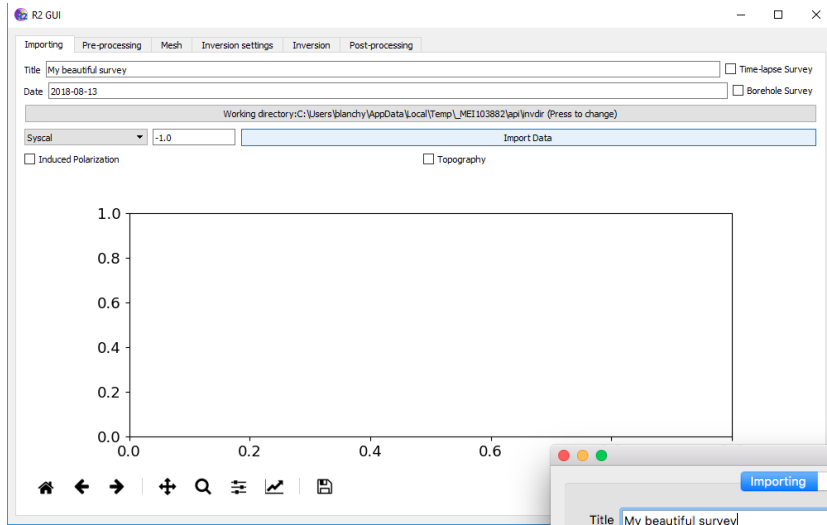 R2 GUI
Importing Pre-processing Mesh Inversion settings Inversion Post-processing
Title My beautiful survey Time-lapse Survey
Date 2018-08-13 Borehole Survey
Working directory:C:\Users\blanchy\AppData\Local\Temp\_MEI103882\api\invdir (Press to change)
Syscal -1.0 Import Data
Induced Polarization Topography
1.0
0.8
0.6
0.4
0.2
0.0
0.0 0.2 0.4 0.6
Importing
Title My beautiful survey